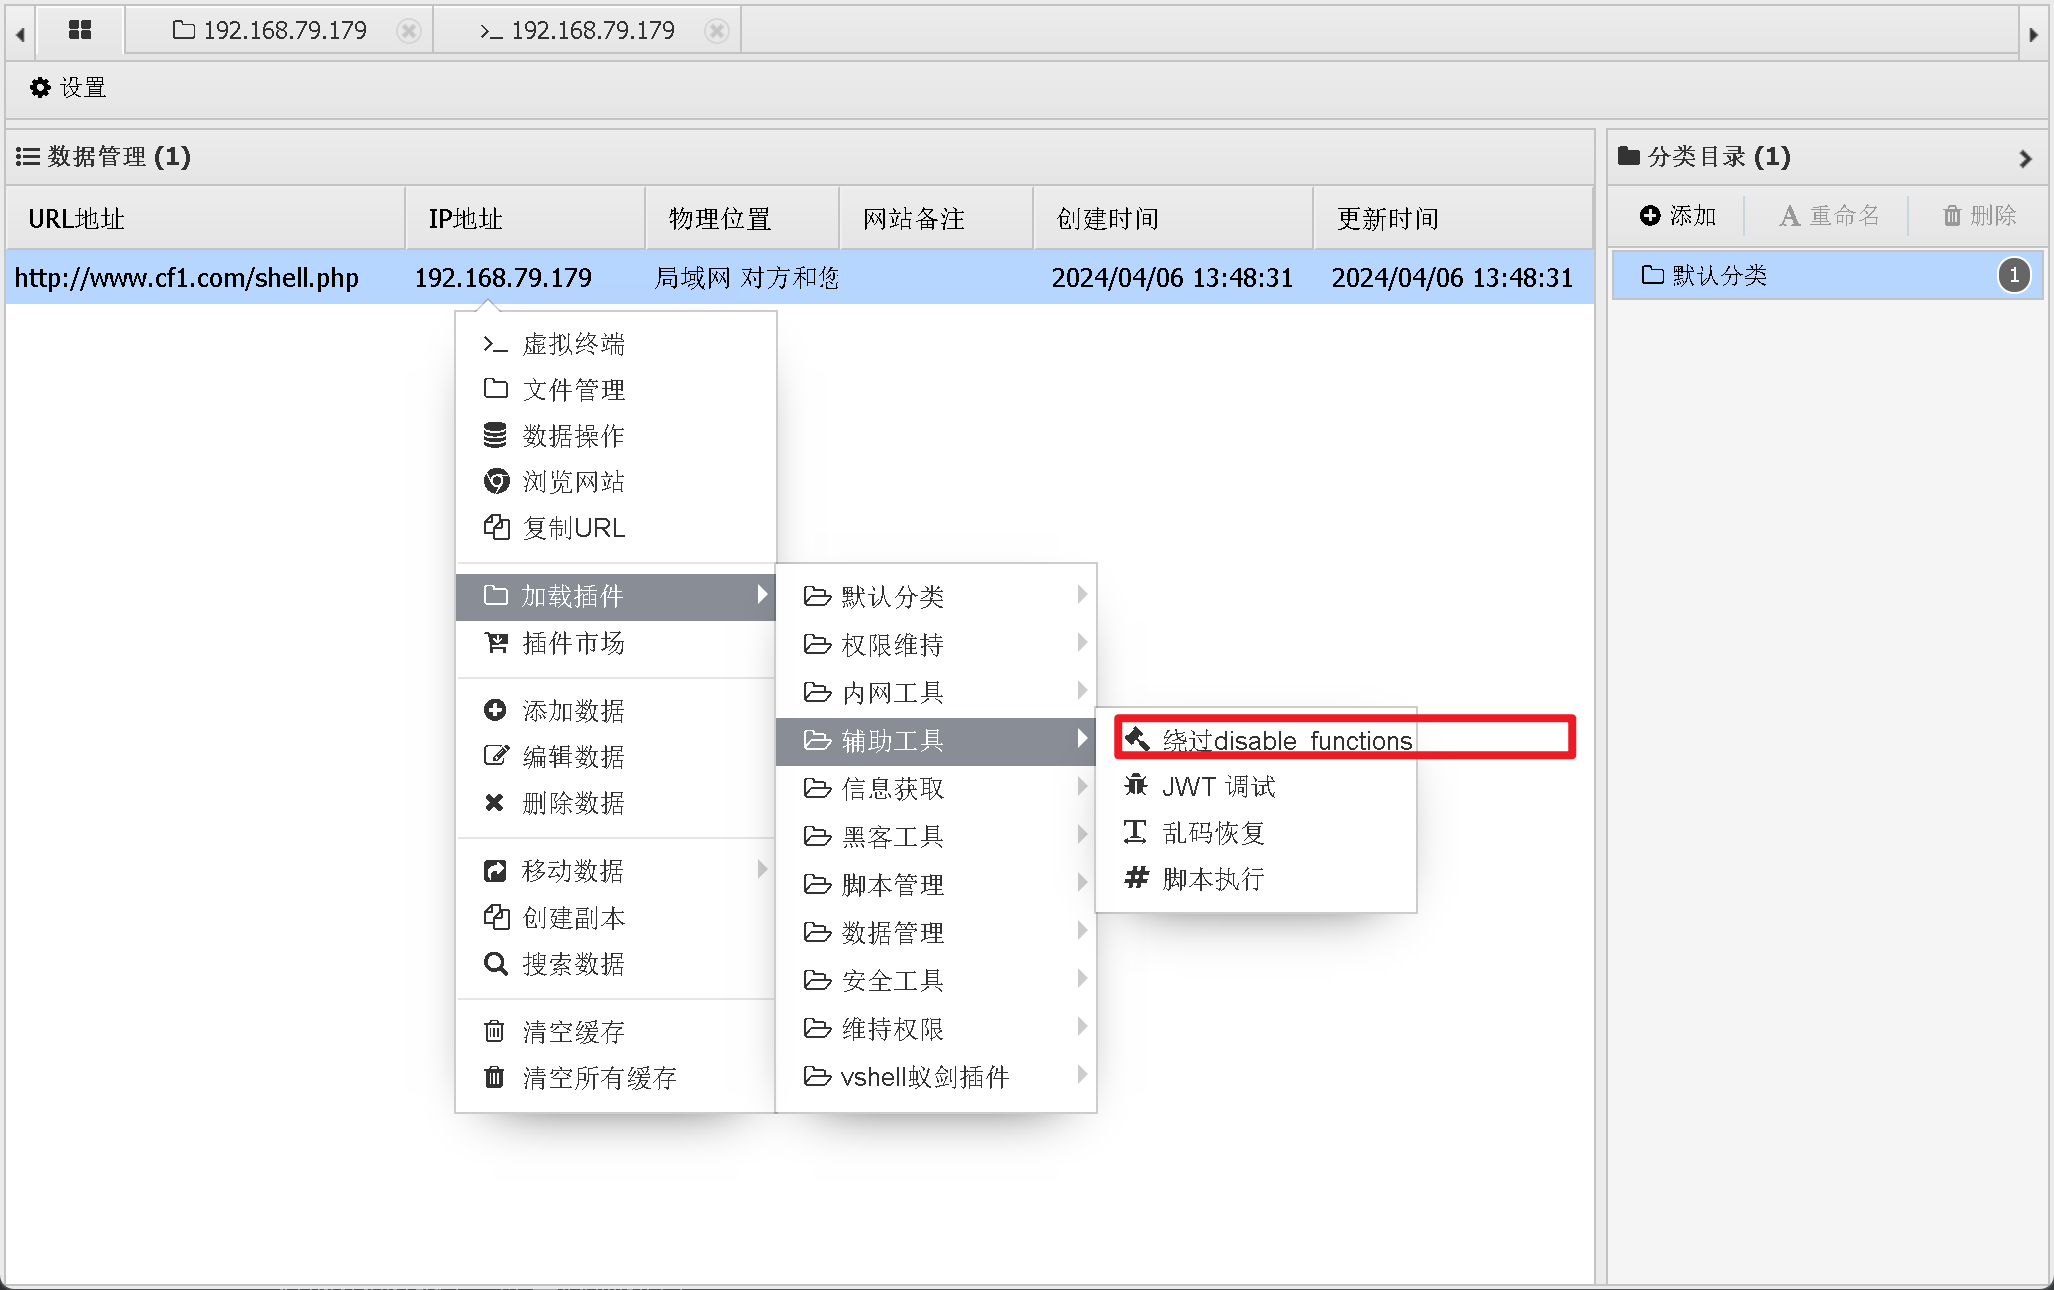 192.168.79.179
>_ 192.168.79.179
设置
数据管理 (1)
分类目录 (1)
URL地址
IP地址
物理位置
网站备注
创建时间
更新时间
添加
重命名
删除
http://www.cf1.com/shell.php
192.168.79.179
局域网 对方和您
2024/04/06 13:48:31
2024/04/06 13:48:31
默认分类
1
虚拟终端
文件管理
数据操作
浏览网站
复制URL
加载插件
插件市场
添加数据
编辑数据
删除数据
移动数据
创建副本
搜索数据
清空缓存
清空所有缓存
默认分类
权限维持
内网工具
辅助工具
信息获取
黑客工具
脚本管理
数据管理
安全工具
维持权限
vshell蚁剑插件
绕过disable_functions
JWT 调试
乱码恢复
脚本执行